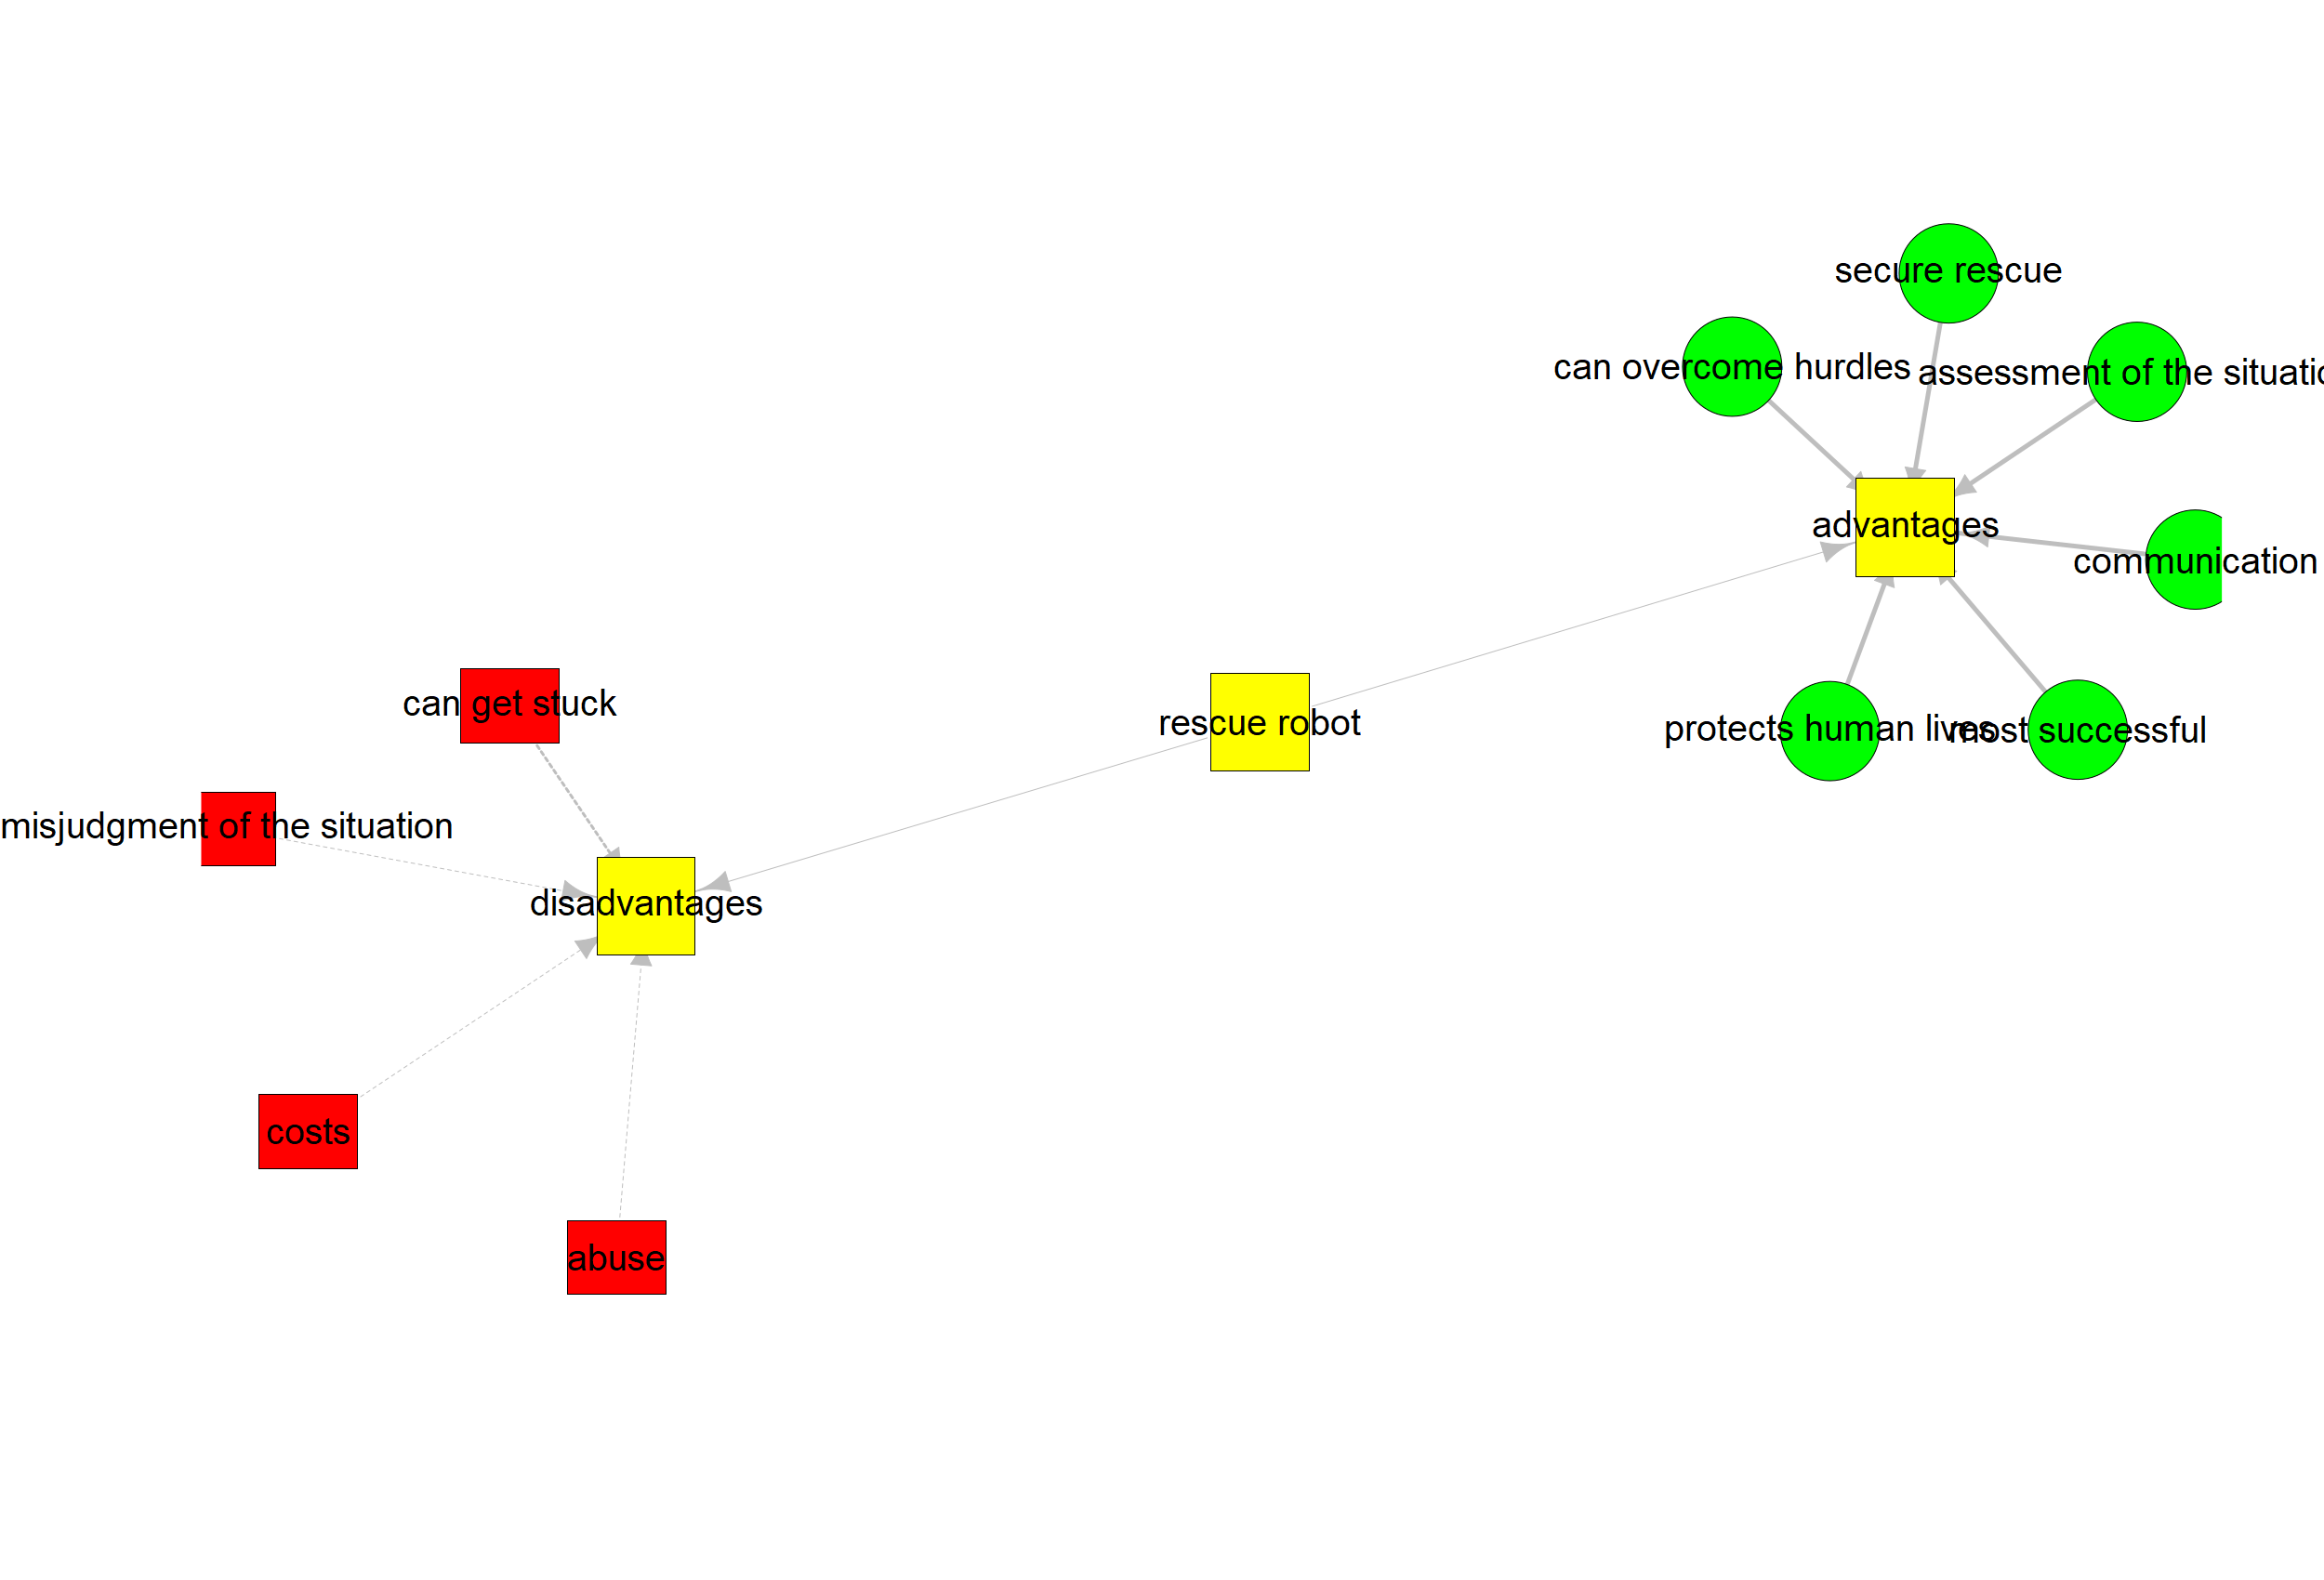 secure rescue
can overcome hurdles
assessment of the situatio
advantages
communication
can get stuck
rescue robot
protects human lives
most successful
misjudgment of the situation
disadvantages
costs
abuse